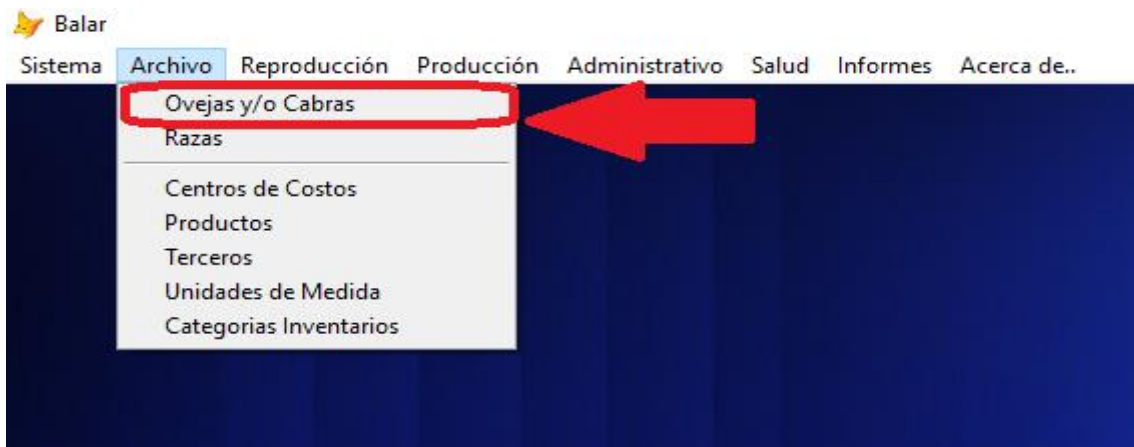 Balar
Sistema Archivo Reproducción Producción Administrativo Salud Informes Acerca de..
Ovejas y/o Cabras
Razas
Centros de Costos
Productos
Terceros
Unidades de Medida
Categorias Inventarios